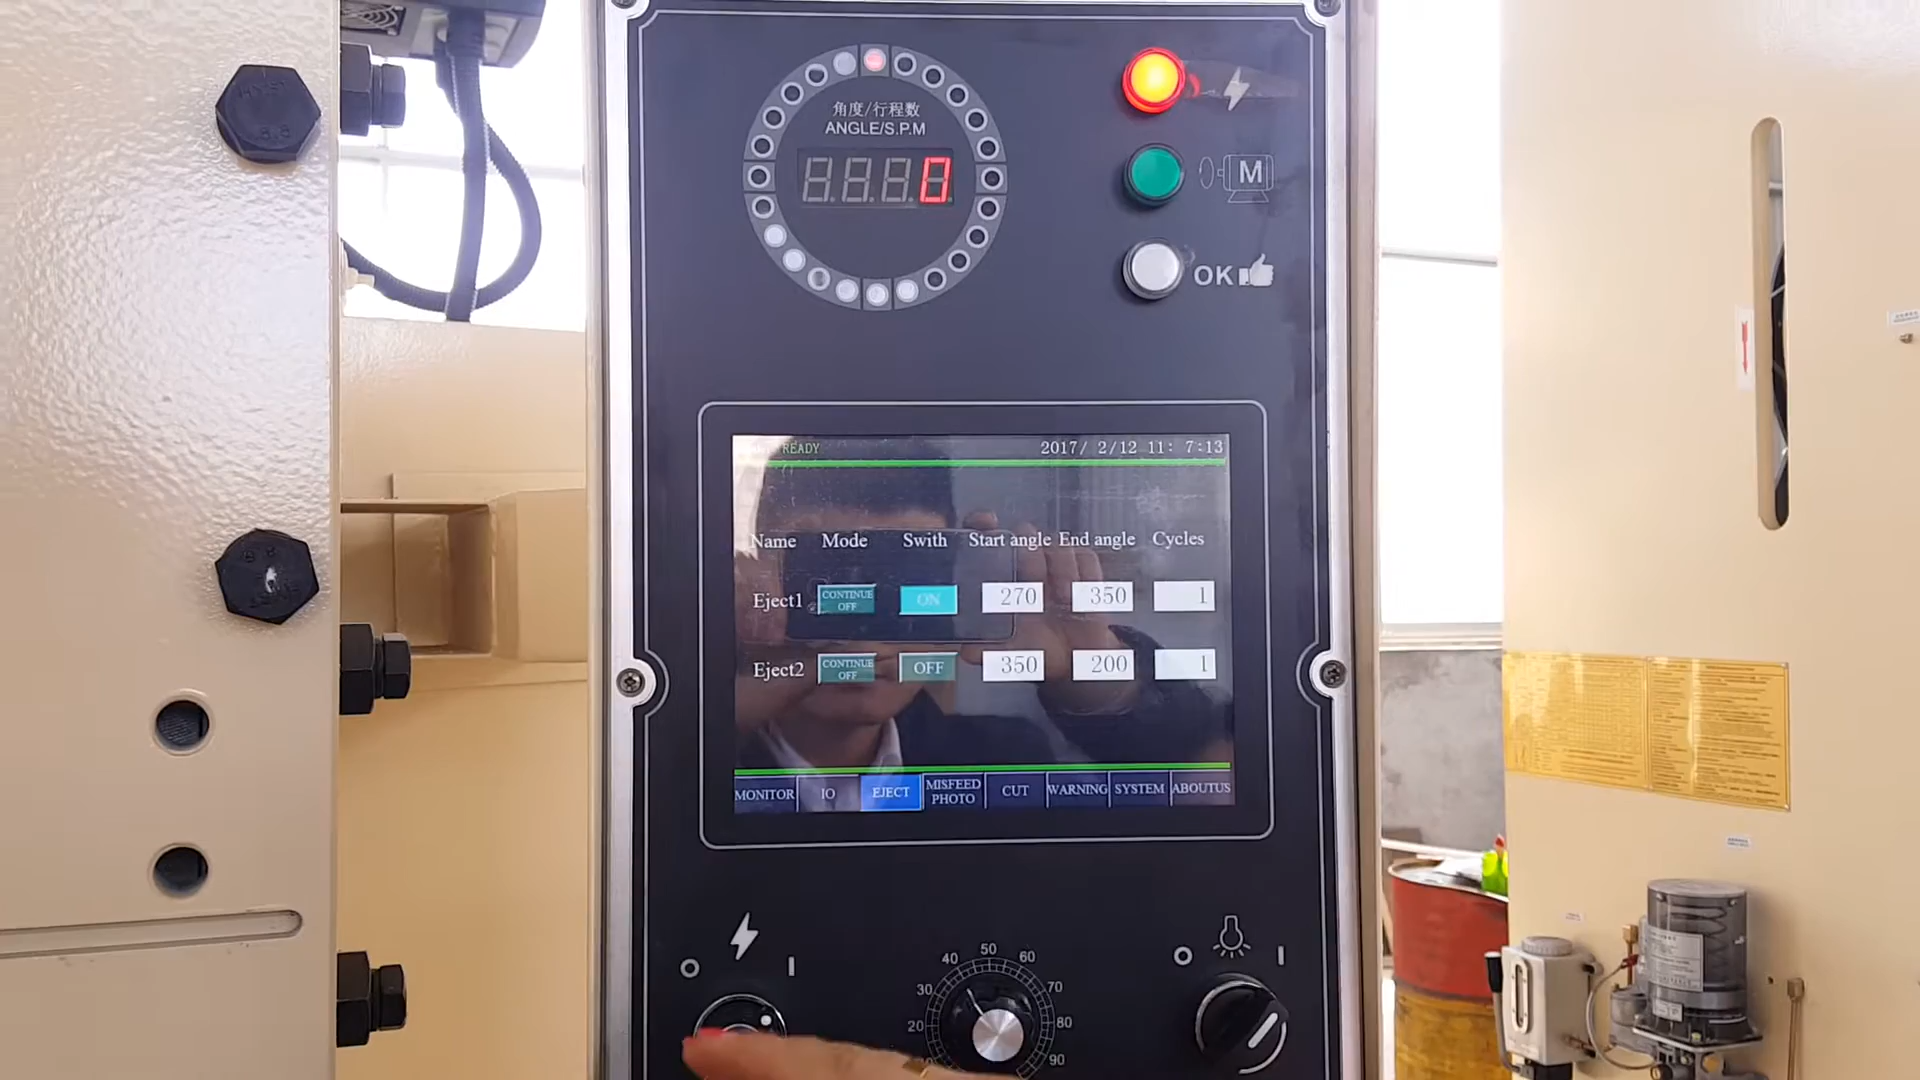 角度/行程数
ANGLE/S.P.M
0
M
OK
READY
2017/ 2/12 11: 7:13
Name Mode Swith Start angle End angle Cycles
Eject1 CONTINUE OFF ON 270 350 1
Eject2 CONTINUE OFF OFF 350 200 1
MONITOR IO EJECT MISFEED PHOTO CUT WARNING SYSTEM ABOUTUS
20 30 40 50 60 70 80 90
8.8